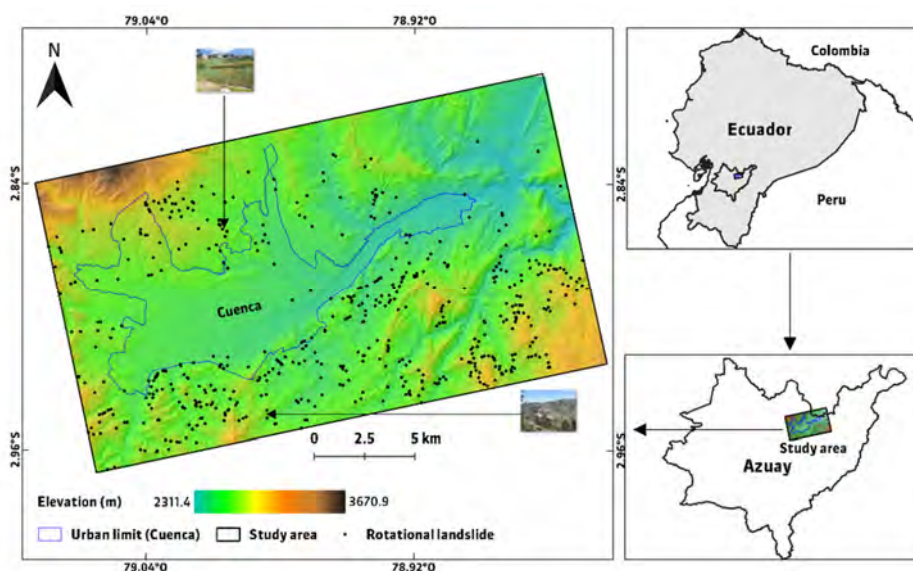 79.04°O 78.92°O
N
2.84°S
2.84°S
Cuenca
0 2.5 5 km
2.96°S
2.96°S
Elevation (m) 2311.4 3670.9
Urban limit (Cuenca) Study area Rotational landslide
79.04°O 78.92°O
Colombia
Ecuador
Peru
Study area
Azuay